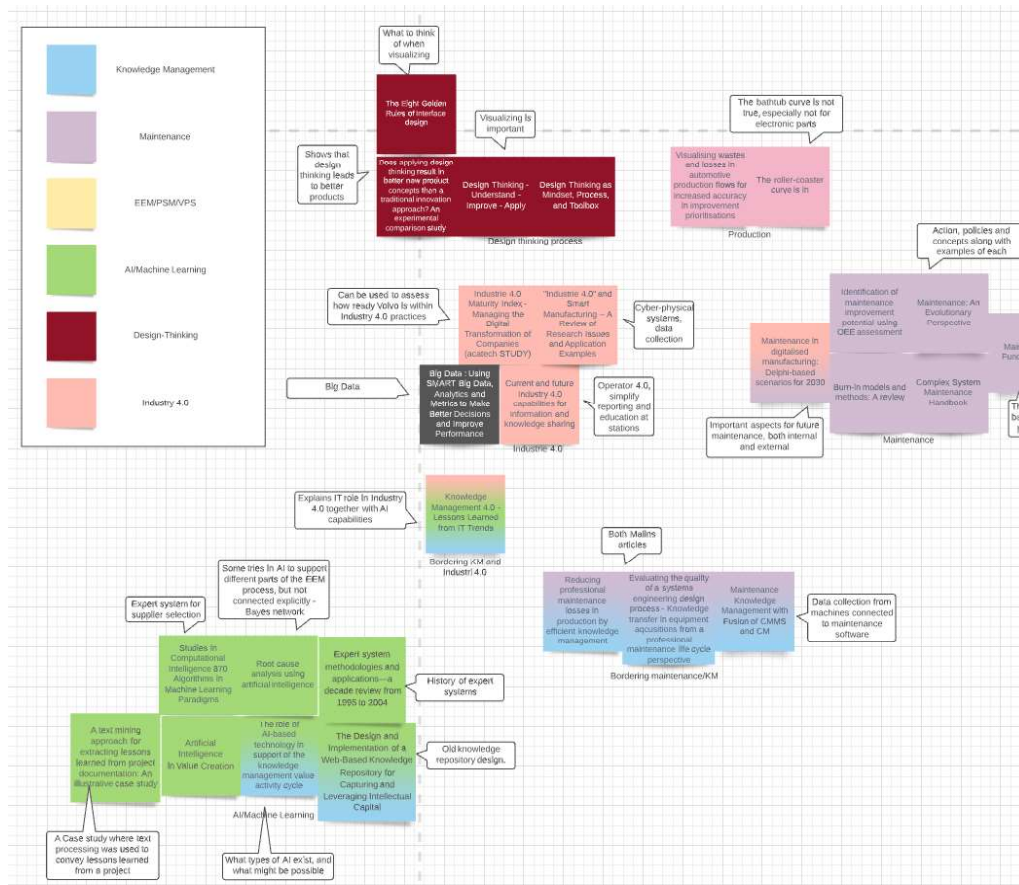 What to think
of when
visualizing
Knowledge Management
Maintenance
EEM/PSM/VPS
AI/Machine Learning
Design-Thinking
Industry 4.0
The Eight Golden
Rules of Interface
design
Visualizing is
important
Shows that
design
thinking leads
to better
products
Does applying design
thinking result in
better new product
concepts than a
traditional innovation
approach? An
experimental
comparison study
Design Thinking -
Understand -
Improve - Apply
Design Thinking as
Mindset, Process,
and Toolbox
Design thinking process
The bathtub curve is not
true, especially not for
electronic parts
Visualising wastes
and losses in
automotive
production flows for
increased accuracy
in improvement
prioritisations
The roller-coaster
curve is in
Production
Can be used to assess
how ready Volvo is within
Industry 4.0 practices
Industrie 4.0
Maturity Index -
Managing the
Digital
Transformation of
Companies
(acatech STUDY)
"Industrie 4.0" and
Smart
Manufacturing – A
Review of
Research Issues
and Application
Examples
Cyber-physical
systems,
data
collection
Big Data
Big Data : Using
SMART Big Data,
Analytics and
Metrics to Make
Better Decisions
and Improve
Performance
Current and future
Industry 4.0
capabilities for
information and
knowledge sharing
Operator 4.0,
simplify
reporting and
education at
stations
Industrie 4.0
Action, policies and
concepts along with
examples of each
Identification of
maintenance
improvement
potential using
OEE assessment
Maintenance: An
Evolutionary
Perspective
Maintenance in
digitalised
manufacturing:
Delphi-based
scenarios for 2030
Burn-in models and
methods: A review
Complex System
Maintenance
Handbook
Important aspects for future
maintenance, both internal
and external
Maintenance
Explains IT role in Industry
4.0 together with AI
capabilities
Knowledge
Management 4.0 -
Lessons Learned
from IT Trends
Bordering KM and
Industri 4.0
Both Malins
articles
Reducing
professional
maintenance
losses in
production by
efficient knowledge
management
Evaluating the quality
of a systems
engineering design
process - Knowledge
transfer in equipment
acqusitions from a
professional
maintenance life cycle
perspective
Maintenance
Knowledge
Management with
Fusion of CMMS
and CM
Data collection from
machines connected
to maintenance
software
Bordering maintenance/KM
Some tries in AI to support
different parts of the EEM
process, but not
connected explicitly -
Bayes network
Expert system for
supplier selection
Studies in
Computational
Intelligence 870
Algorithms in
Machine Learning
Paradigms
Root cause
analysis using
artificial intelligence
Expert system
methodologies and
applications—a
decade review from
1995 to 2004
History of expert
systems
A text mining
approach for
extracting lessons
learned from project
documentation: An
illustrative case study
Artificial
Intelligence
in Value Creation
The role of
AI-based
technology in
support of the
knowledge
management value
activity cycle
The Design and
Implementation of a
Web-Based Knowledge
Repository for
Capturing and
Leveraging Intellectual
Capital
Old knowledge
repository design.
AI/Machine Learning
A Case study where text
processing was used to
convey lessons learned
from a project
What types of AI exist, and
what might be possible